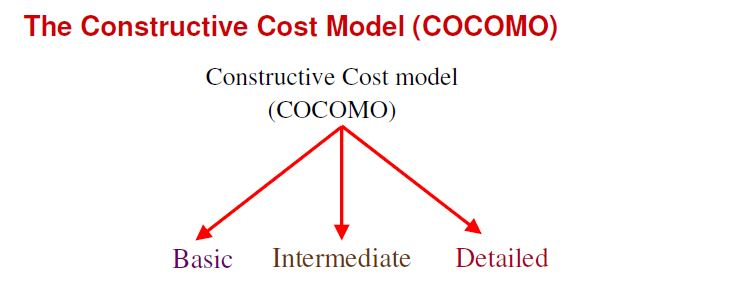 The Constructive Cost Model (COCOMO)
Constructive Cost model
(COCOMO)
Basic Intermediate Detailed